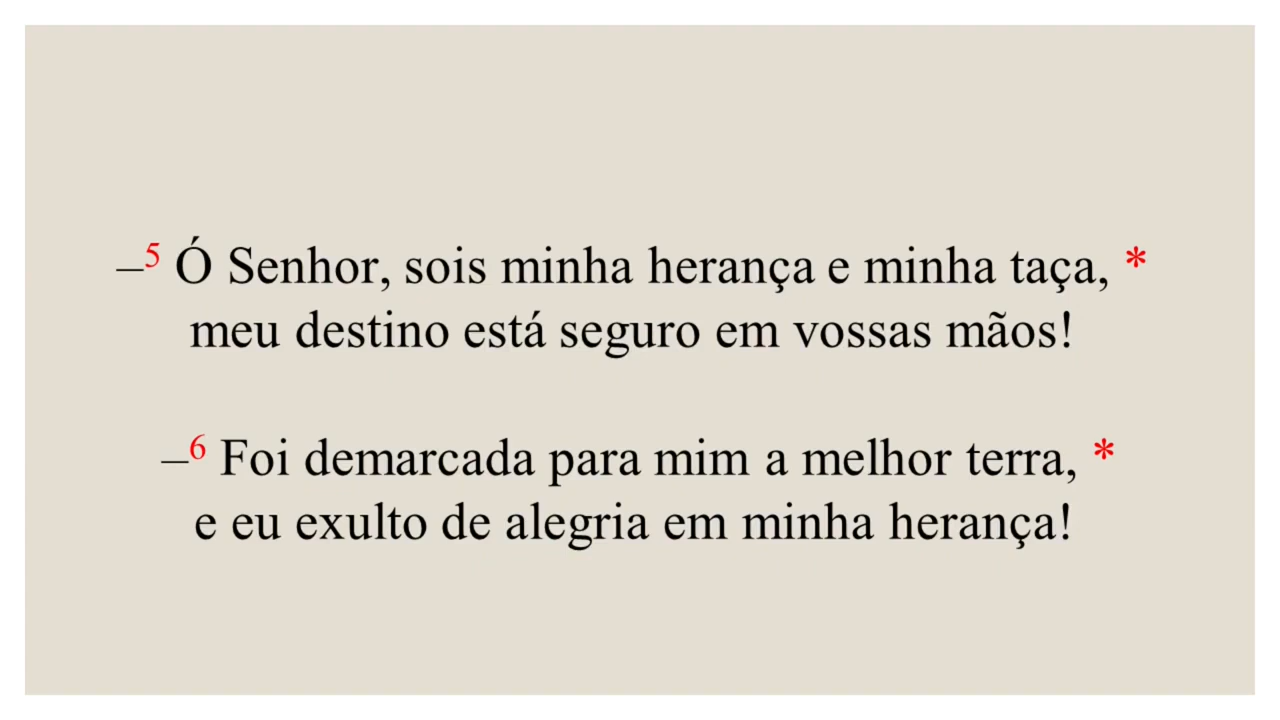 –⁵ Ó Senhor, sois minha herança e minha taça, *
meu destino está seguro em vossas mãos!
–⁶ Foi demarcada para mim a melhor terra, *
e eu exulto de alegria em minha herança!